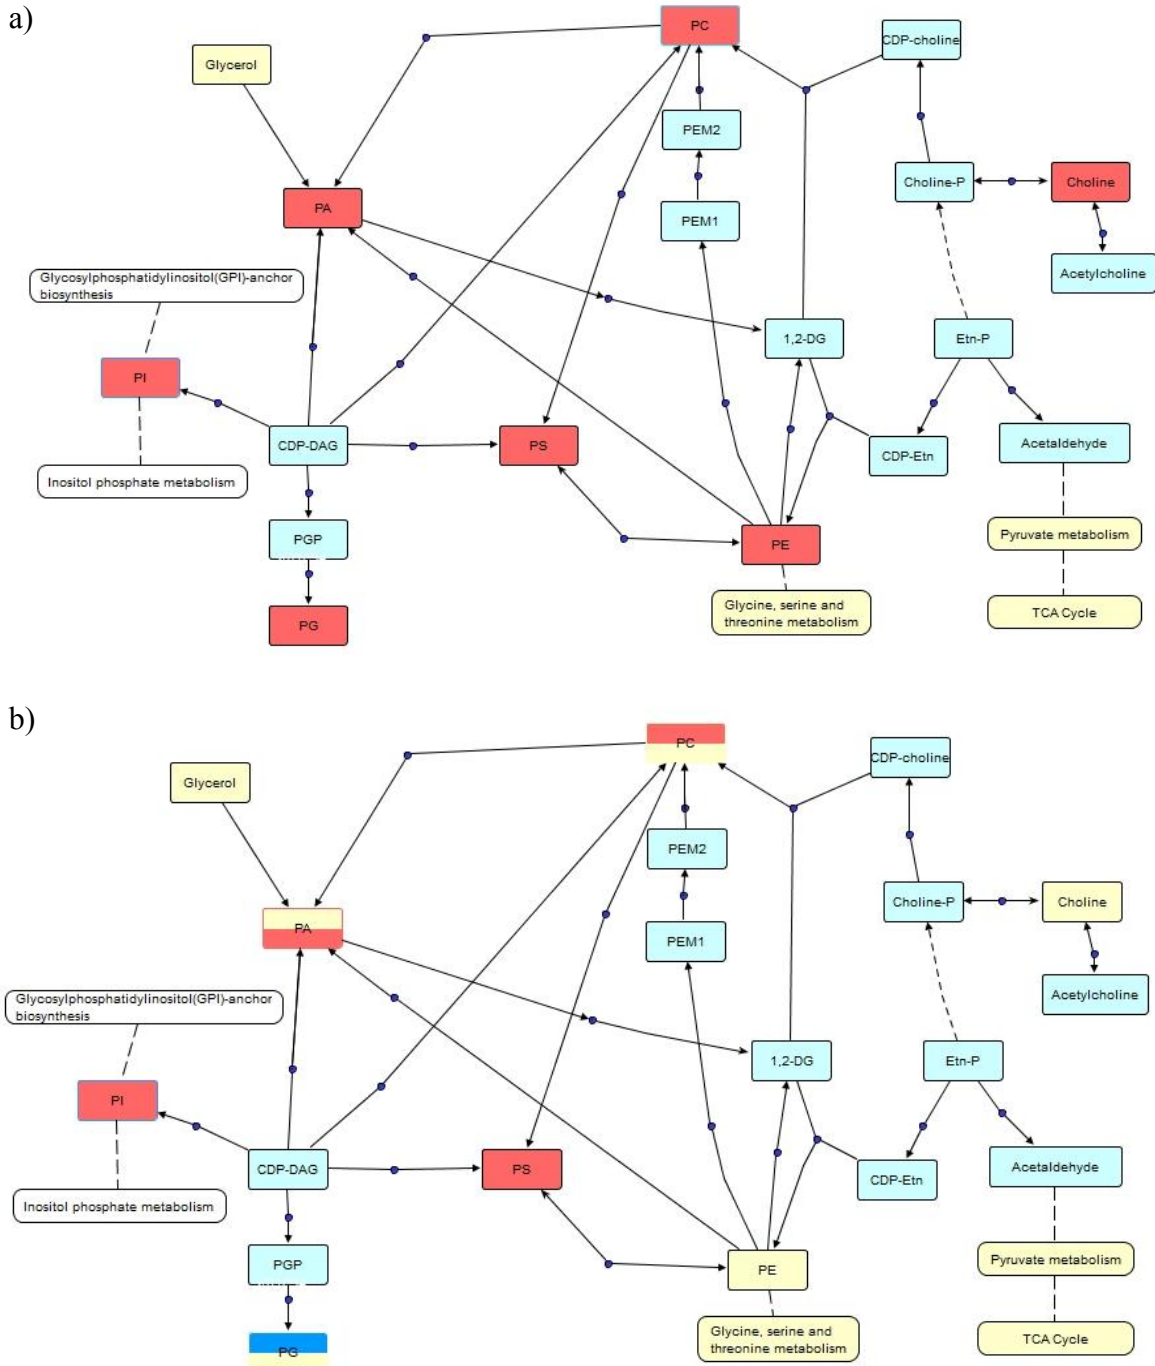 a)
PC
CDP-choline
Glycerol
PEM2
Choline-P
Choline
PA
PEM1
Glycosylphosphatidylinositol(GPI)-anchor
biosynthesis
Acetylcholine
1,2-DG
Etn-P
PI
CDP-DAG
PS
Acetaldehyde
CDP-Etn
Inositol phosphate metabolism
PGP
PE
Pyruvate metabolism
Glycine, serine and
threonine metabolism
TCA Cycle
PG
b)
PC
CDP-choline
Glycerol
PEM2
Choline-P
Choline
PA
PEM1
Glycosylphosphatidylinositol(GPI)-anchor
biosynthesis
Acetylcholine
1,2-DG
Etn-P
PI
CDP-DAG
PS
Acetaldehyde
CDP-Etn
Inositol phosphate metabolism
PGP
PE
Pyruvate metabolism
Glycine, serine and
threonine metabolism
TCA Cycle
PG